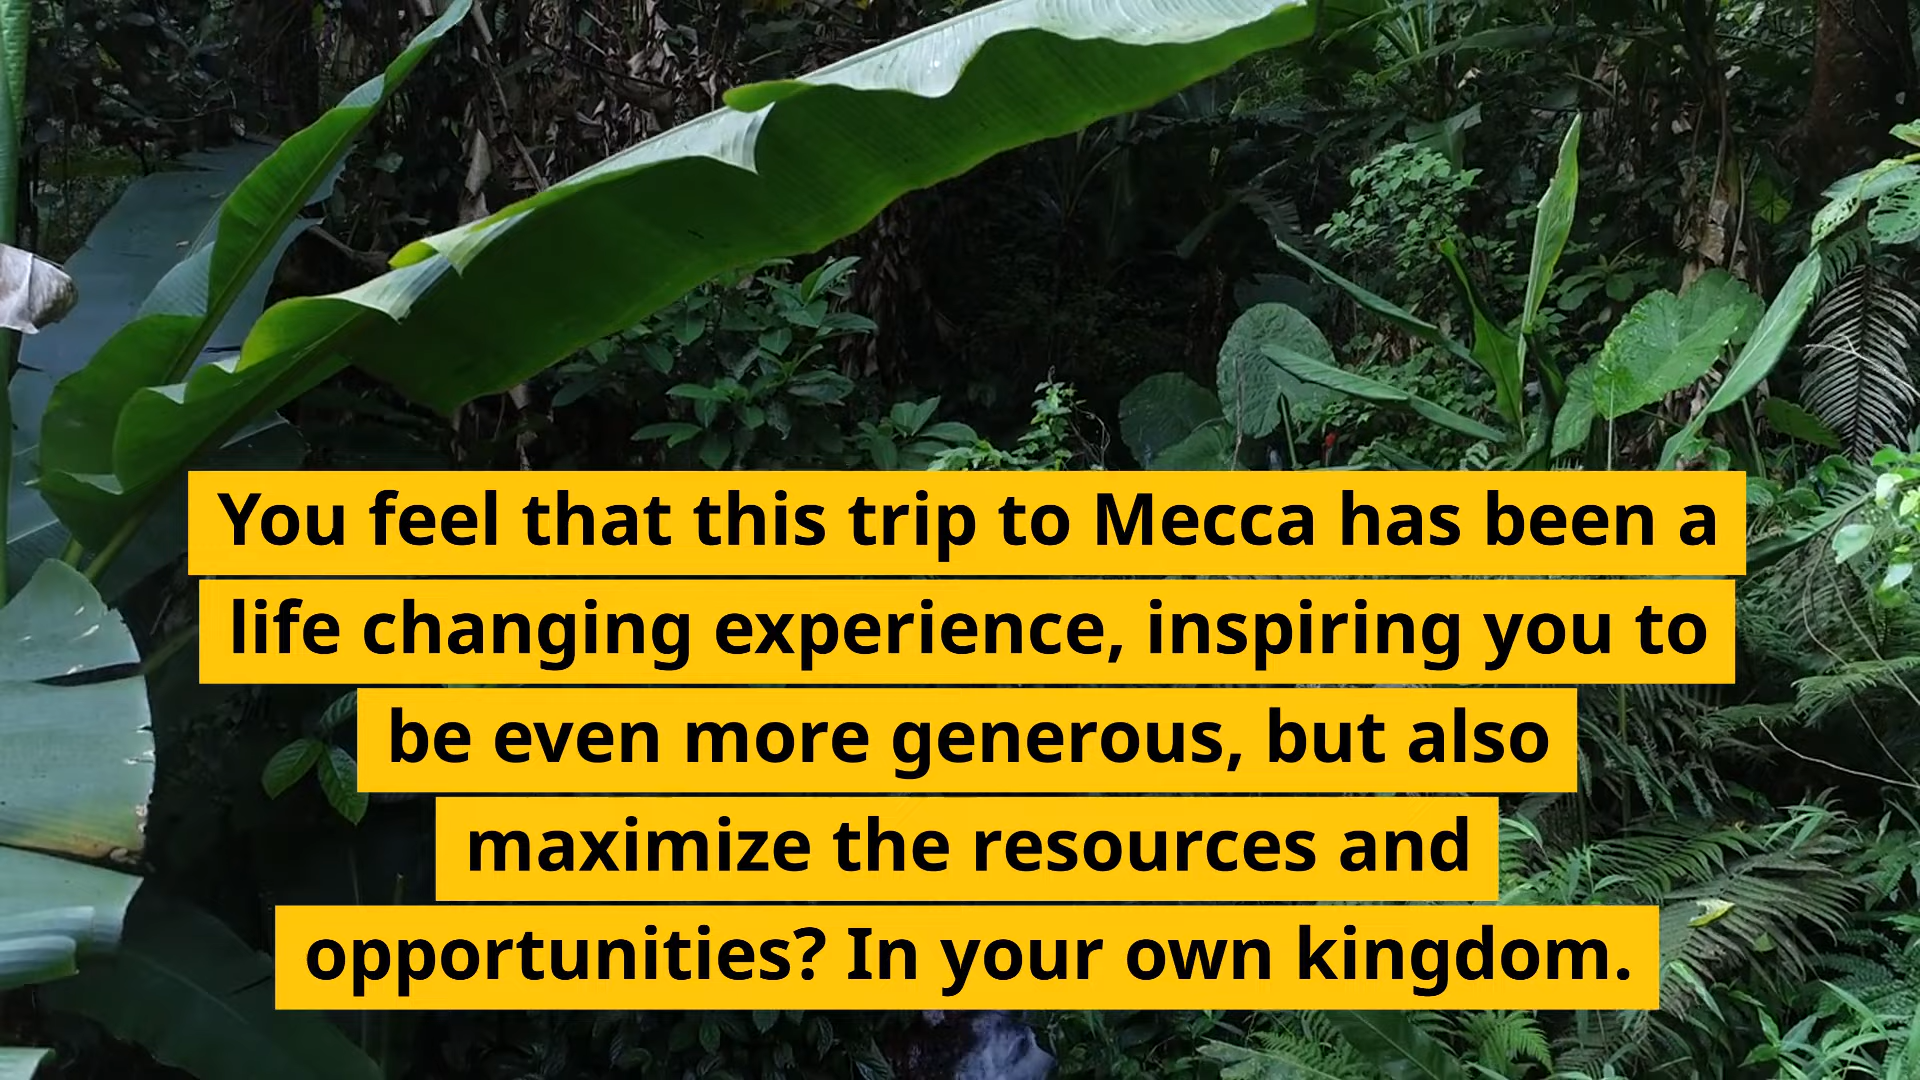 You feel that this trip to Mecca has been a
life changing experience, inspiring you to
be even more generous, but also
maximize the resources and
opportunities? In your own kingdom.